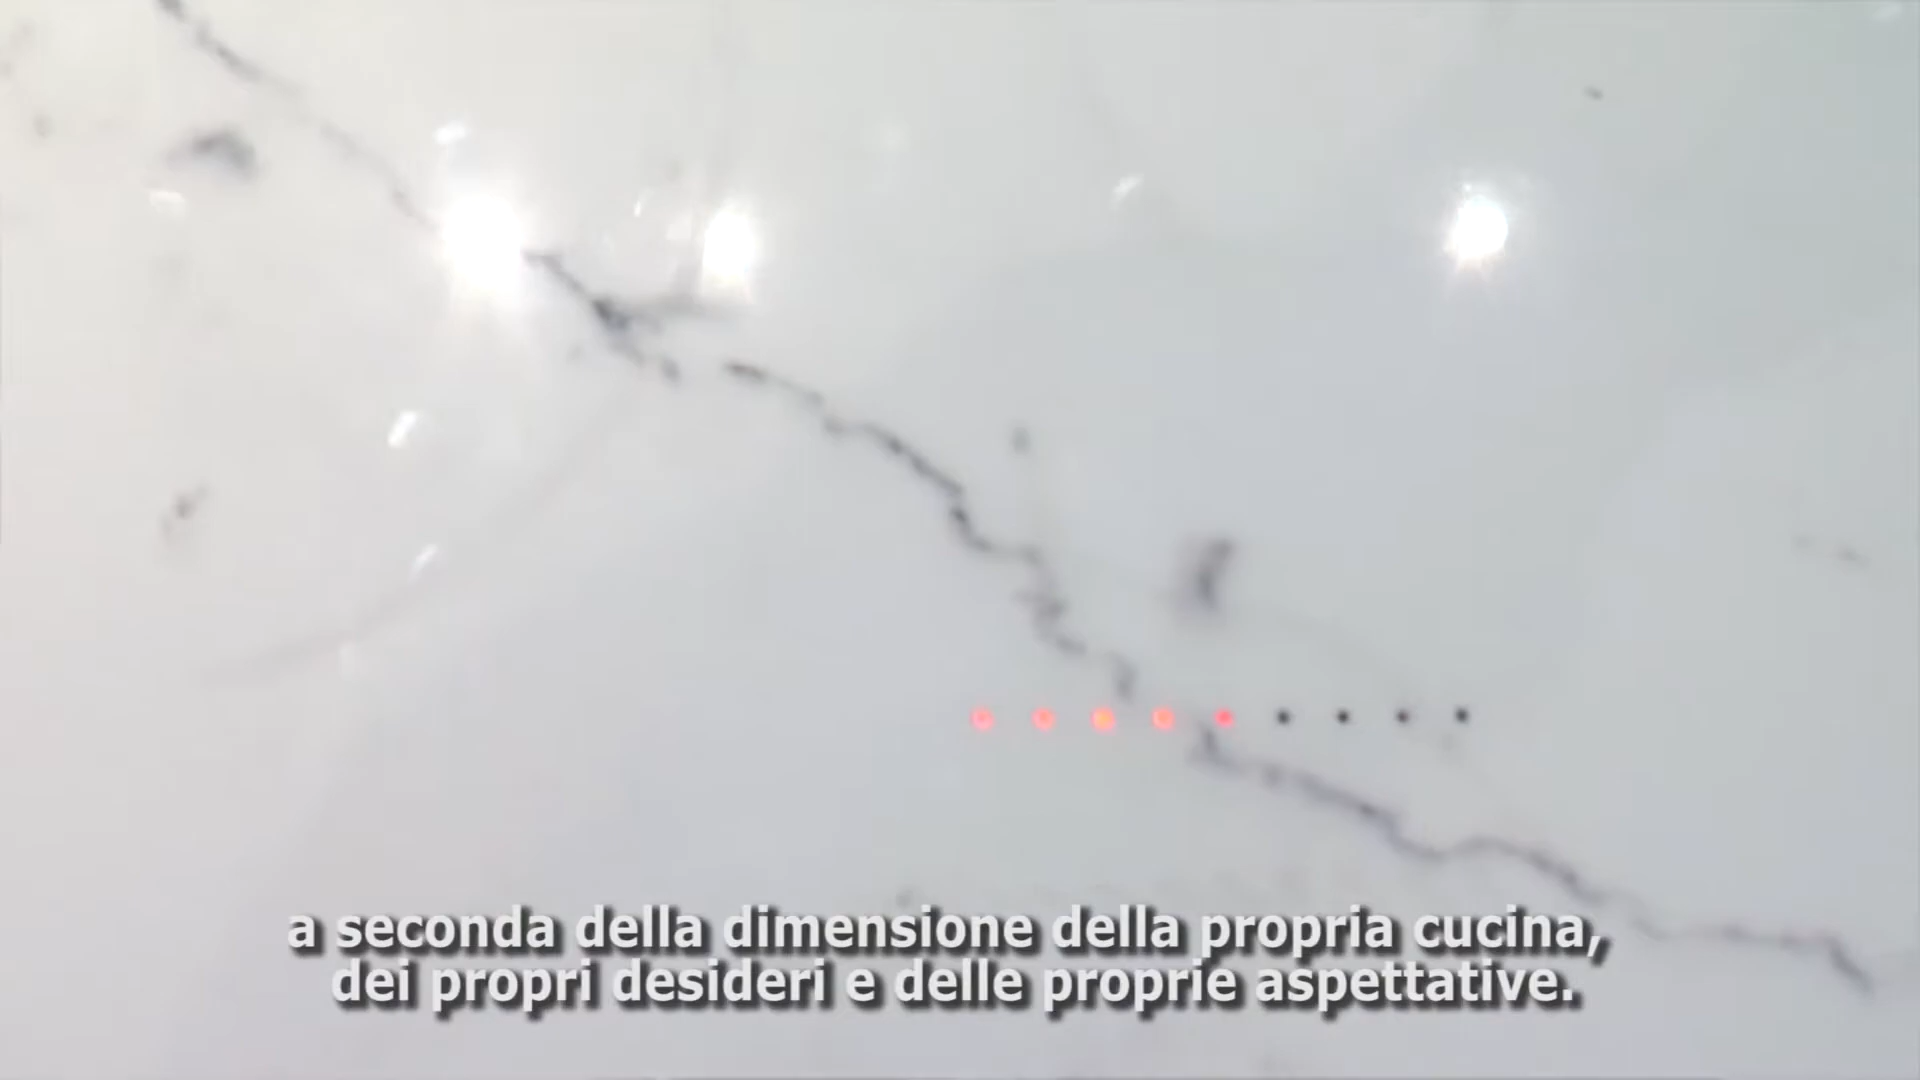 a seconda della dimensione della propria cucina,
dei propri desideri e delle proprie aspettative.